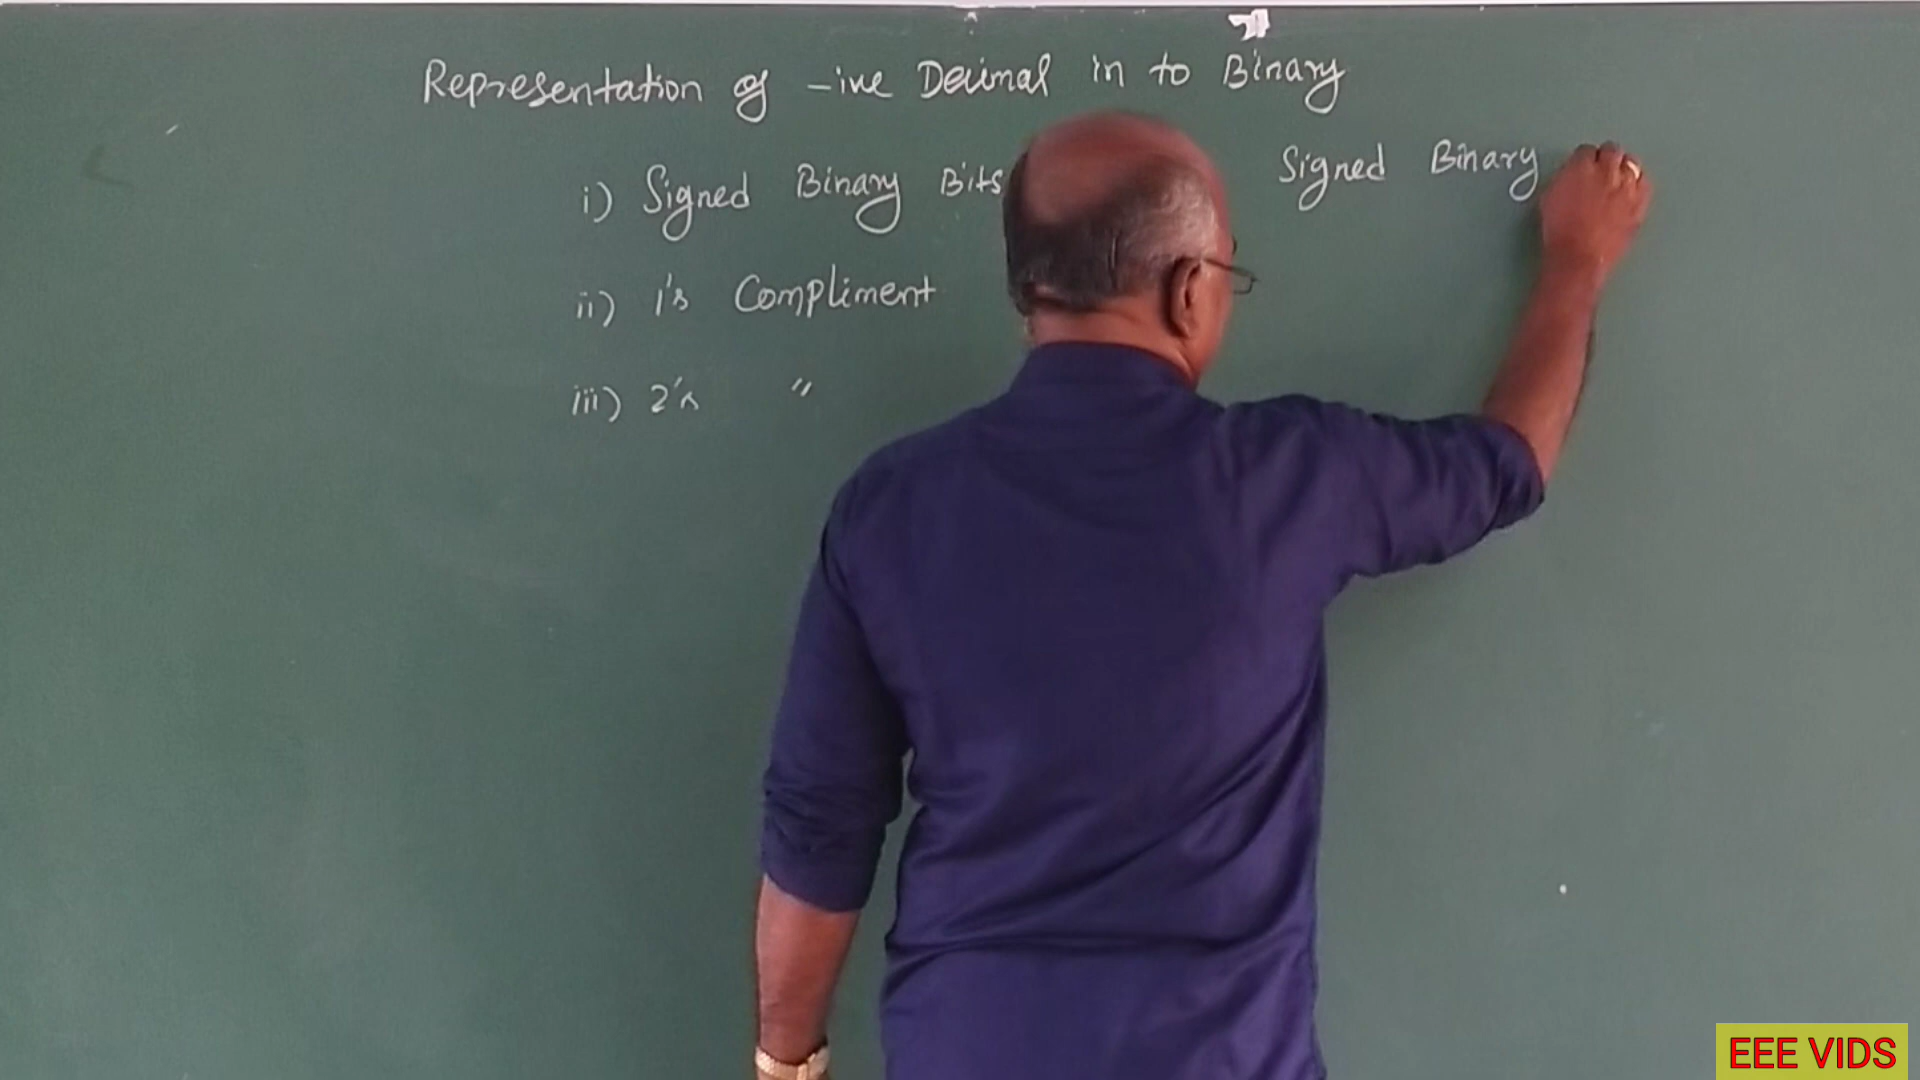 Representation of -ive Decimal in to Binary
i) Signed Binary Bits
ii) 1's Compliment
iii) 2's "
Signed Binary
EEE VIDS